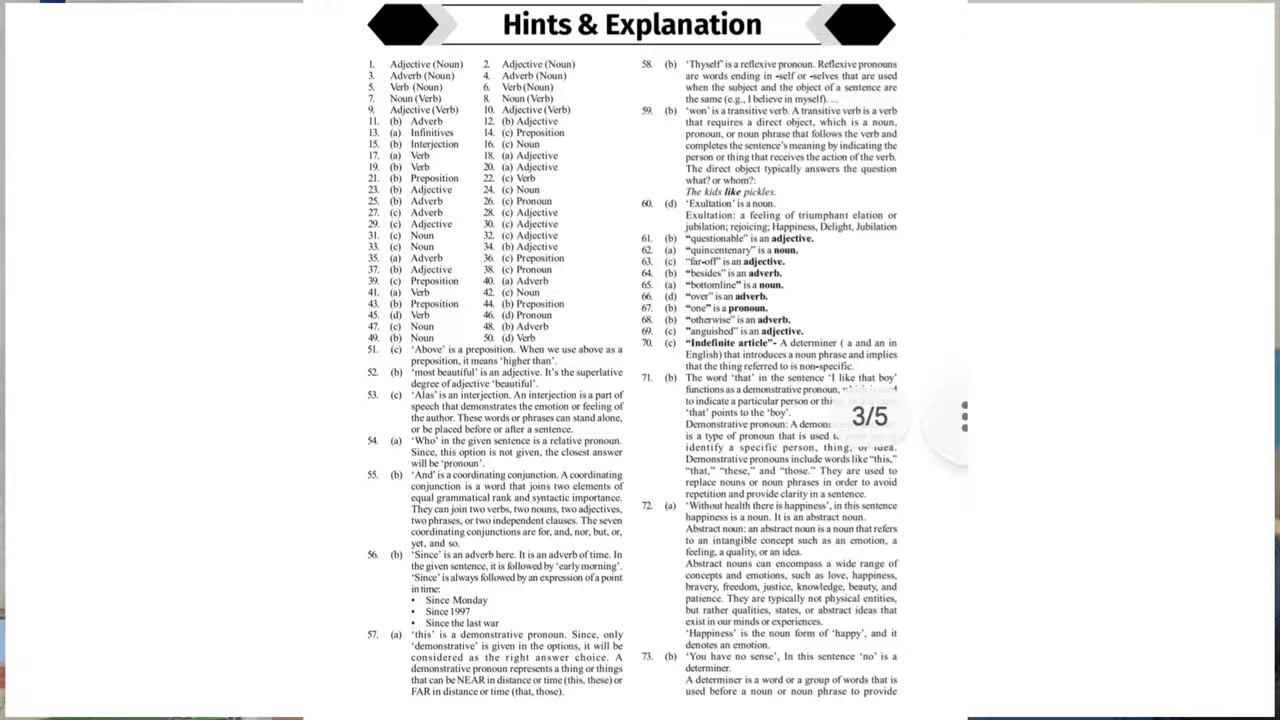 Hints & Explanation
1. Adjective (Noun) 2. Adjective (Noun)
3. Adverb (Noun) 4. Adverb (Noun)
5. Verb (Noun) 6. Verb (Noun)
7. Noun (Verb) 8. Noun (Verb)
9. Adjective (Verb) 10. Adjective (Verb)
11. (b) Adverb 12. (b) Adjective
13. (a) Infinitives 14. (c) Preposition
15. (b) Interjection 16. (c) Noun
17. (a) Verb 18. (a) Adjective
19. (b) Verb 20. (a) Adjective
21. (b) Preposition 22. (c) Verb
23. (b) Adjective 24. (c) Noun
25. (b) Adverb 26. (c) Pronoun
27. (c) Adverb 28. (c) Adjective
29. (c) Adjective 30. (c) Adjective
31. (c) Noun 32. (c) Adjective
33. (c) Noun 34. (b) Adjective
35. (a) Adverb 36. (c) Preposition
37. (b) Adjective 38. (c) Pronoun
39. (c) Preposition 40. (a) Adverb
41. (a) Verb 42. (c) Noun
43. (b) Preposition 44. (b) Preposition
45. (d) Verb 46. (d) Pronoun
47. (c) Noun 48. (b) Adverb
49. (b) Noun 50. (d) Verb
51. (c) ‘Above’ is a preposition. When we use above as a
preposition, it means ‘higher than’.
52. (b) ‘most beautiful’ is an adjective. It’s the superlative
degree of adjective ‘beautiful’.
53. (c) ‘Alas’ is an interjection. An interjection is a part of
speech that demonstrates the emotion or feeling of
the author. These words or phrases can stand alone,
or be placed before or after a sentence.
54. (a) ‘Who’ in the given sentence is a relative pronoun.
Since, this option is not given, the closest answer
will be ‘pronoun’.
55. (b) ‘And’ is a coordinating conjunction. A coordinating
conjunction is a word that joins two elements of
equal grammatical rank and syntactic importance.
They can join two verbs, two nouns, two adjectives,
two phrases, or two independent clauses. The seven
coordinating conjunctions are for, and, nor, but, or,
yet, and so.
56. (b) ‘Since’ is an adverb here. It is an adverb of time. In
the given sentence, it is followed by ‘early morning’.
‘Since’ is always followed by an expression of a point
in time:
• Since Monday
• Since 1997
• Since the last war
57. (a) ‘this’ is a demonstrative pronoun. Since, only
‘demonstrative’ is given in the options, it will be
considered as the right answer choice. A
demonstrative pronoun represents a thing or things
that can be NEAR in distance or time (this, these) or
FAR in distance or time (that, those).
58. (b) ‘Thyself’ is a reflexive pronoun. Reflexive pronouns
are words ending in -self or -selves that are used
when the subject and the object of a sentence are
the same (e.g., I believe in myself). ...
59. (b) ‘won’ is a transitive verb. A transitive verb is a verb
that requires a direct object, which is a noun,
pronoun, or noun phrase that follows the verb and
completes the sentence’s meaning by indicating the
person or thing that receives the action of the verb.
The direct object typically answers the question
what? or whom?:
The kids like pickles.
60. (d) ‘Exultation’ is a noun.
Exultation: a feeling of triumphant elation or
jubilation; rejoicing; Happiness, Delight, Jubilation
61. (b) “questionable” is an adjective.
62. (a) “quincentenary” is a noun.
63. (c) “far-off” is an adjective.
64. (b) “besides” is an adverb.
65. (a) “bottomline” is a noun.
66. (d) “over” is an adverb.
67. (b) “one” is a pronoun.
68. (b) “otherwise” is an adverb.
69. (c) ”anguished” is an adjective.
70. (c) “Indefinite article”- A determiner ( a and an in
English) that introduces a noun phrase and implies
that the thing referred to is non-specific.
71. (b) The word ‘that’ in the sentence ‘I like that boy’
functions as a demonstrative pronoun,
to indicate a particular person or
‘that’ points to the ‘boy’.
Demonstrative pronoun: A
is a type of pronoun that is used
identify a specific person, thing, or idea.
Demonstrative pronouns include words like “this,”
“that,” “these,” and “those.” They are used to
replace nouns or noun phrases in order to avoid
repetition and provide clarity in a sentence.
72. (a) ‘Without health there is happiness’, in this sentence
happiness is a noun. It is an abstract noun.
Abstract noun: an abstract noun is a noun that refers
to an intangible concept such as an emotion, a
feeling, a quality, or an idea.
Abstract nouns can encompass a wide range of
concepts and emotions, such as love, happiness,
bravery, freedom, justice, knowledge, beauty, and
patience. They are typically not physical entities,
but rather qualities, states, or abstract ideas that
exist in our minds or experiences.
‘Happiness’ is the noun form of ‘happy’, and it
denotes an emotion.
73. (b) ‘You have no sense’, In this sentence ‘no’ is a
determiner.
A determiner is a word or a group of words that is
used before a noun or noun phrase to provide
3/5